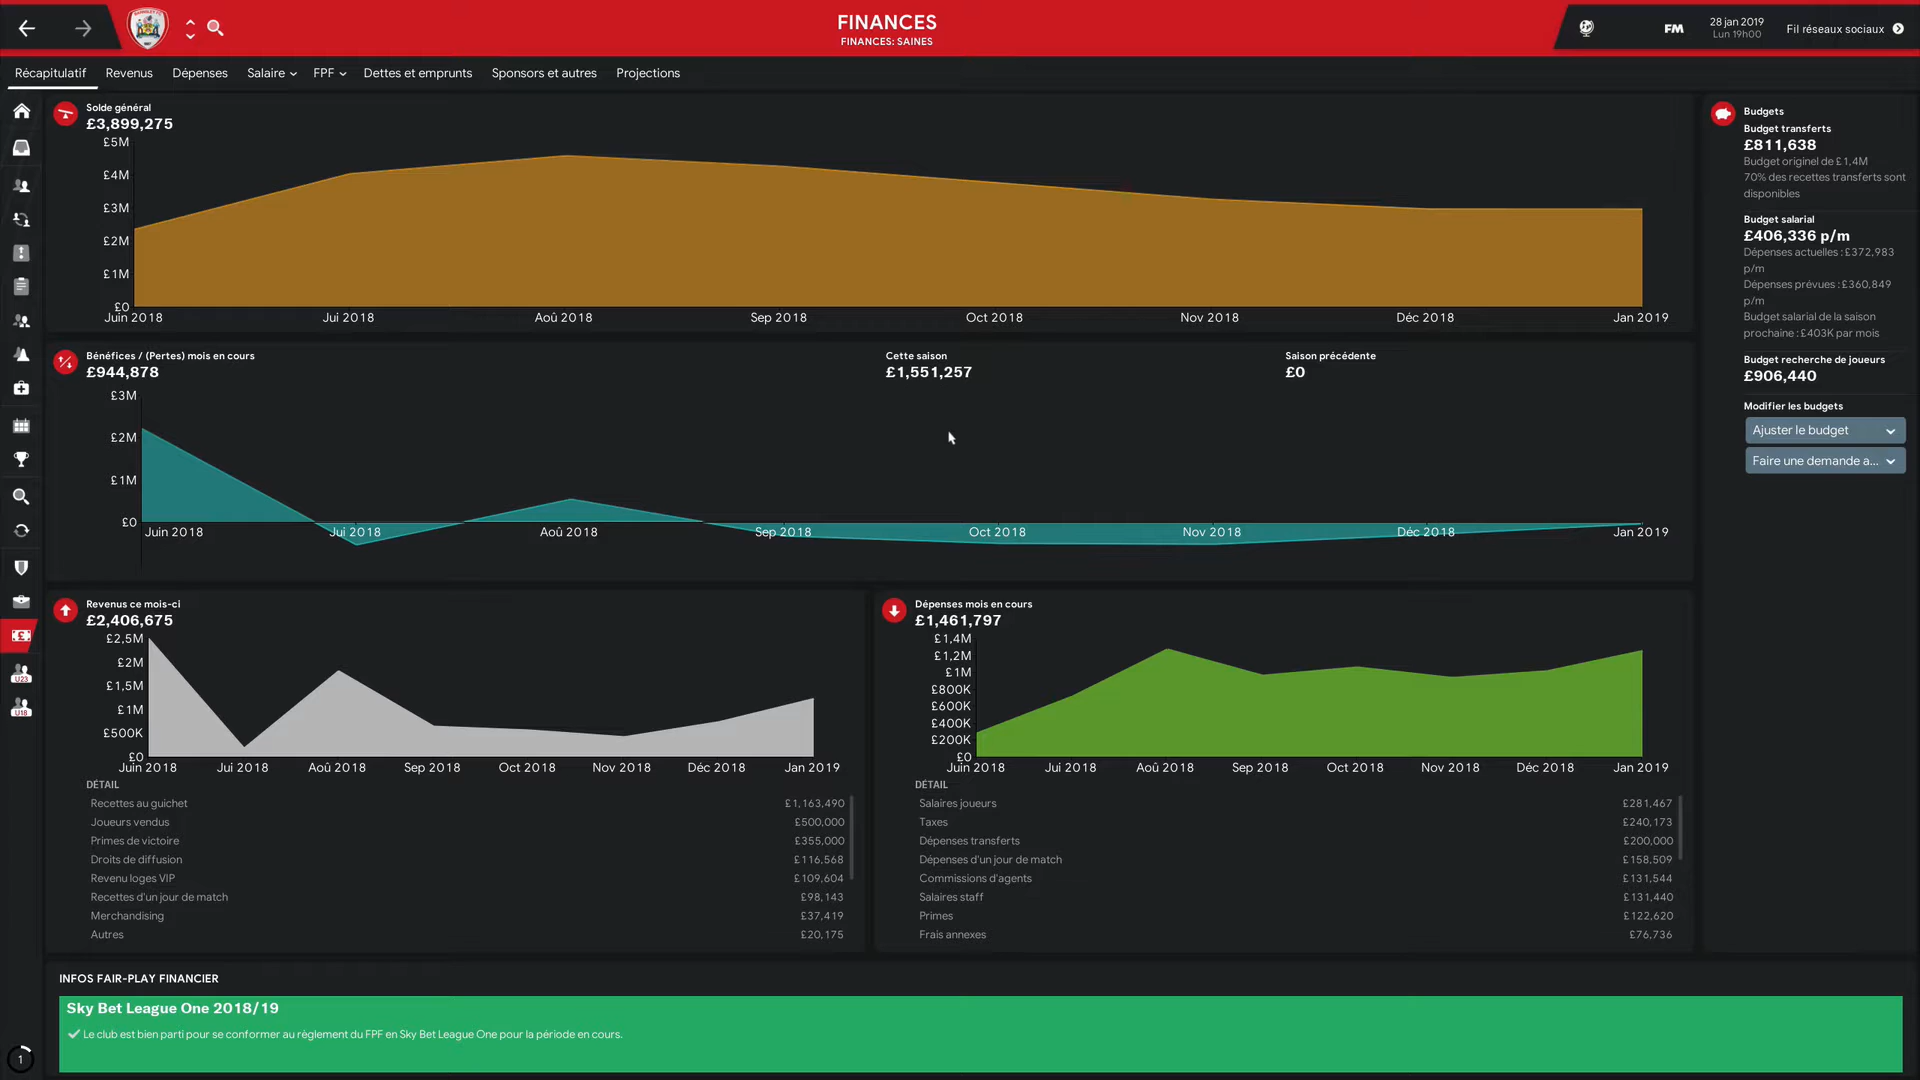 FINANCES
FINANCES: SAINES
FM
28 jan 2019
Lun 19h00
Fil réseaux sociaux
Récapitulatif
Revenus
Dépenses
Salaire
FPF
Dettes et emprunts
Sponsors et autres
Projections
Solde général
£3,899,275
£5M
£4M
£3M
£2M
£1M
£0
Juin 2018
Jui 2018
Aoû 2018
Sep 2018
Oct 2018
Nov 2018
Déc 2018
Jan 2019
Bénéfices / (Pertes) mois en cours
£944,878
Cette saison
£1,551,257
Saison précédente
£0
£3M
£2M
£1M
£0
Juin 2018
Jui 2018
Aoû 2018
Sep 2018
Oct 2018
Nov 2018
Déc 2018
Jan 2019
Revenus ce mois-ci
£2,406,675
£2,5M
£2M
£1,5M
£1M
£500K
£0
Juin 2018
Jui 2018
Aoû 2018
Sep 2018
Oct 2018
Nov 2018
Déc 2018
Jan 2019
DÉTAIL
Recettes au guichet £1,163,490
Joueurs vendus £500,000
Primes de victoire £355,000
Droits de diffusion £116,568
Revenu loges VIP £109,604
Recettes d'un jour de match £98,143
Merchandising £37,419
Autres £20,175
Dépenses mois en cours
£1,461,797
£1,4M
£1,2M
£1M
£800K
£600K
£400K
£200K
£0
Juin 2018
Jui 2018
Aoû 2018
Sep 2018
Oct 2018
Nov 2018
Déc 2018
Jan 2019
DÉTAIL
Salaires joueurs £281,467
Taxes £240,173
Dépenses transferts £200,000
Dépenses d'un jour de match £158,509
Commissions d'agents £131,544
Salaires staff £131,440
Primes £122,620
Frais annexes £76,736
Budgets
Budget transferts
£811,638
Budget originel de £1,4M
70% des recettes transferts sont
disponibles
Budget salarial
£406,336 p/m
Dépenses actuelles : £372,983
p/m
Dépenses prévues : £360,849
p/m
Budget salarial de la saison
prochaine : £403K par mois
Budget recherche de joueurs
£906,440
Modifier les budgets
Ajuster le budget
Faire une demande a...
U23
U18
1
INFOS FAIR-PLAY FINANCIER
Sky Bet League One 2018/19
Le club est bien parti pour se conformer au règlement du FPF en Sky Bet League One pour la période en cours.